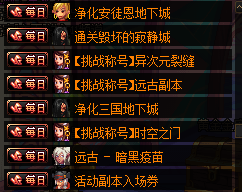 每日 净化安徒恩地下城
每日 通关毁坏的寂静城
每日 【挑战称号】异次元裂缝
每日 【挑战称号】远古副本
每日 净化三国地下城
每日 【挑战称号】时空之门
每日 远古 - 暗黑疫苗
每日 活动副本入场券